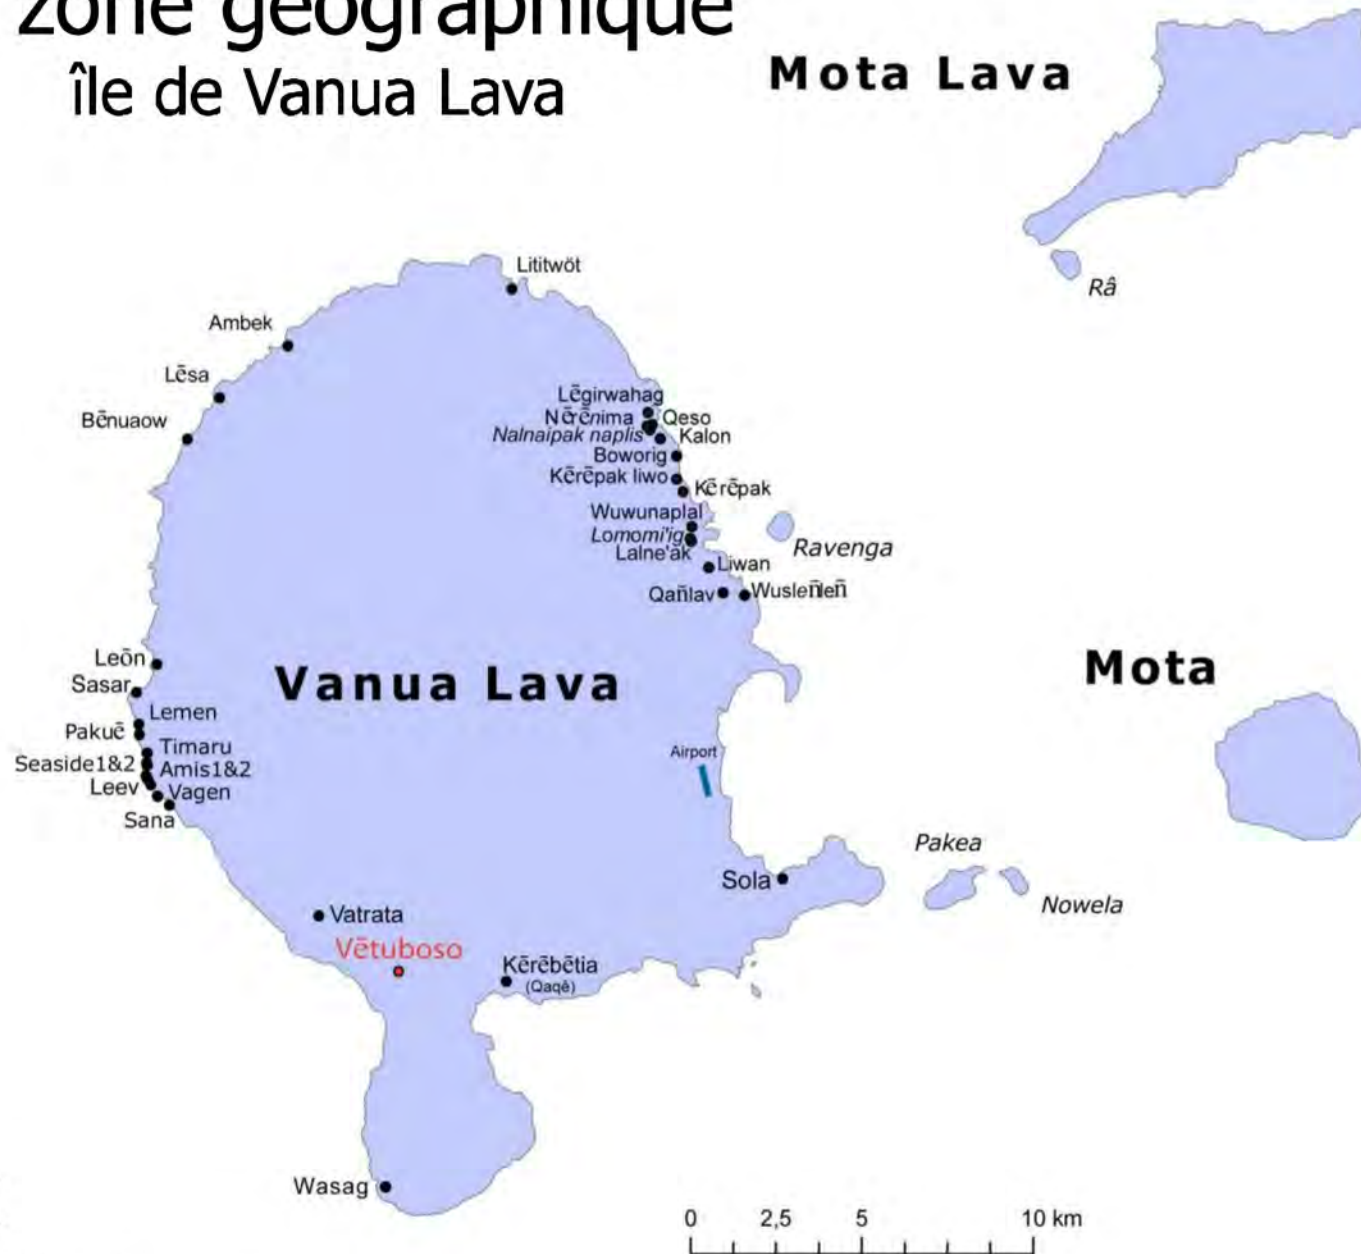 zone géographique
île de Vanua Lava
Mota Lava
Râ
Lititwöt
Ambek
Lēsa
Bēnuaow
Lēgirwahag
Nērēnima
Qeso
Nalnaipak naplis
Kalon
Boworig
Kērēpak liwo
Kērēpak
Wuwunaplal
Lomomi'ig
Lalne'ak
Ravenga
Liwan
Qañlav
Wusleñleñ
Leōn
Sasar
Vanua Lava
Mota
Lemen
Pakuē
Timaru
Seaside1&2
Amis1&2
Leev
Vagen
Sana
Airport
Pakea
Sola
Nowela
Vatrata
Vētuboso
Kērēbētia
(Qaqē)
Wasag
0 2,5 5 10 km